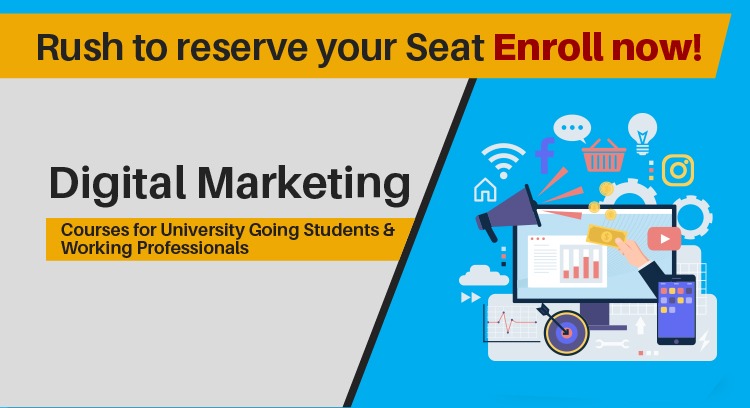 Rush to reserve your Seat Enroll now!
Digital Marketing
Courses for University Going Students &
Working Professionals